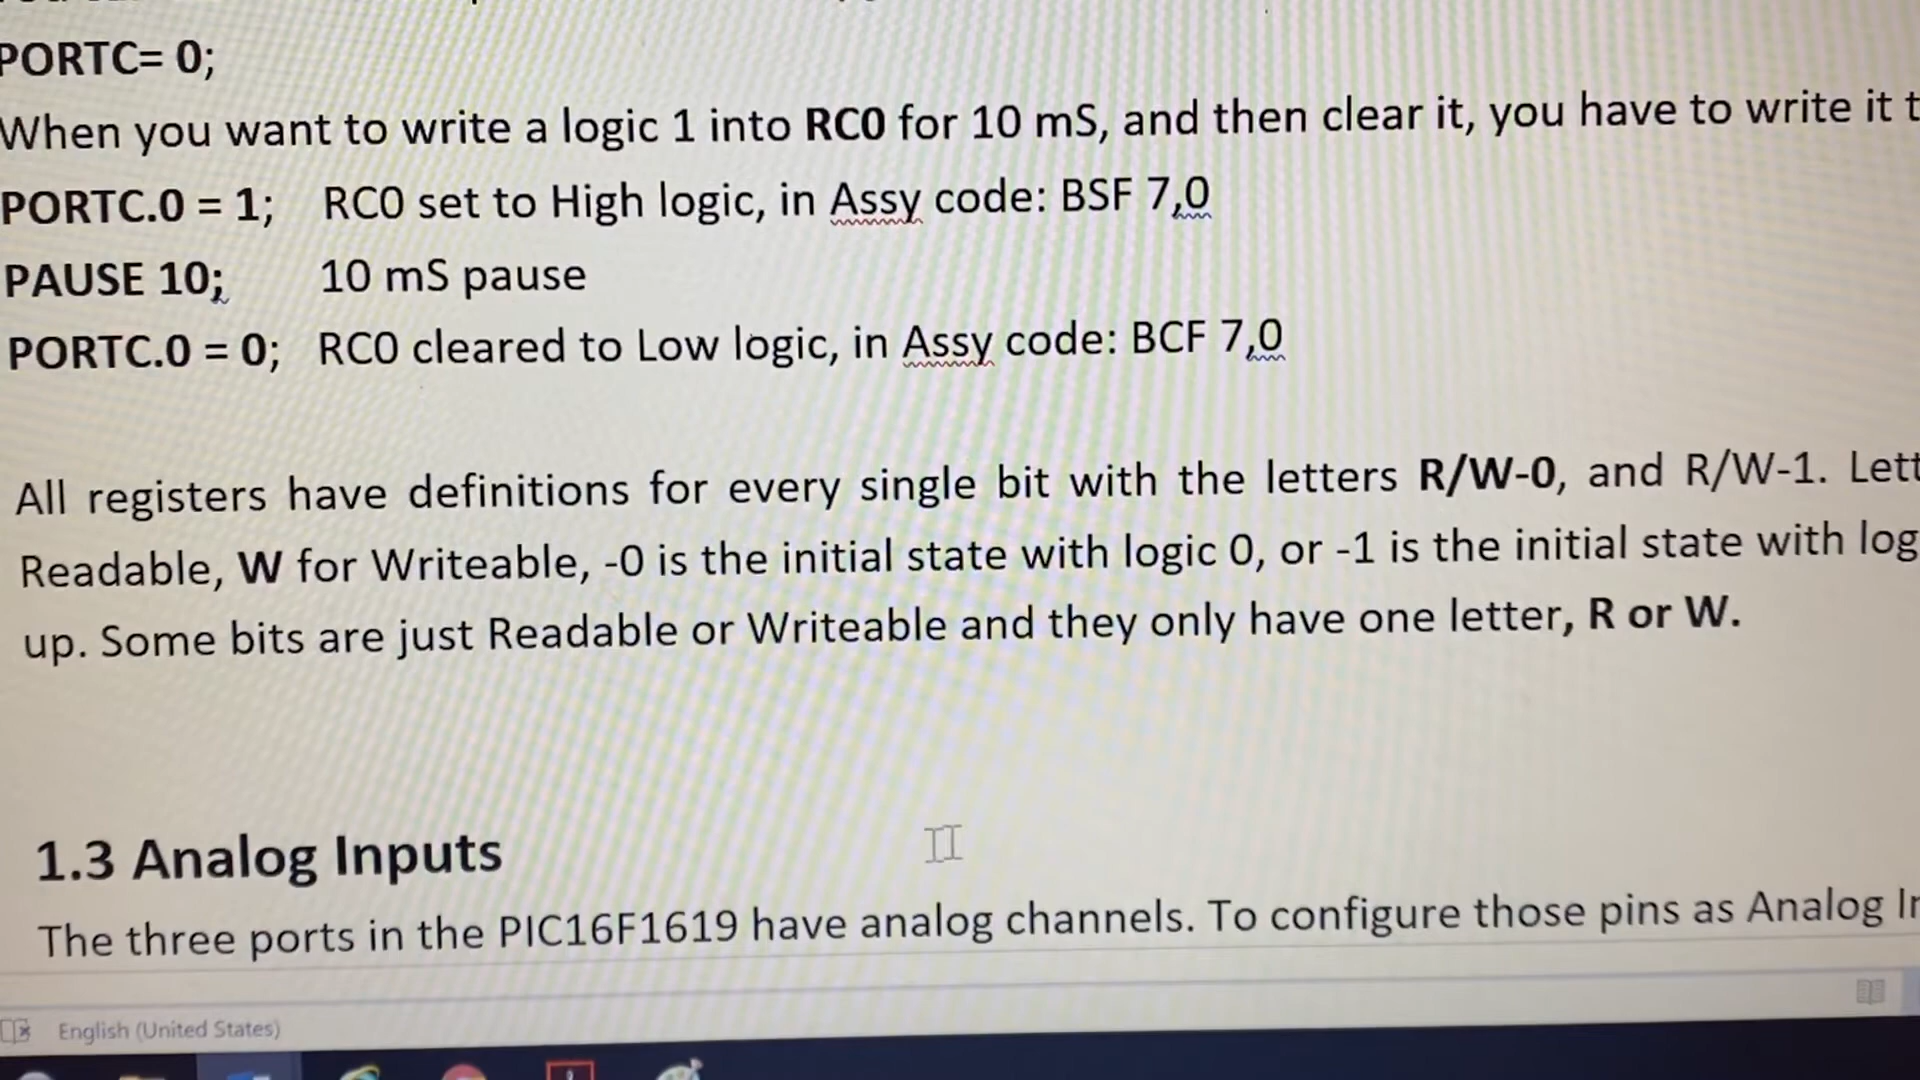 PORTC= 0;
When you want to write a logic 1 into RC0 for 10 mS, and then clear it, you have to write it
PORTC.0 = 1; RC0 set to High logic, in Assy code: BSF 7,0
PAUSE 10; 10 mS pause
PORTC.0 = 0; RC0 cleared to Low logic, in Assy code: BCF 7,0
All registers have definitions for every single bit with the letters R/W-0, and R/W-1.
Readable, W for Writeable, -0 is the initial state with logic 0, or -1 is the initial state with
up. Some bits are just Readable or Writeable and they only have one letter, R or W.
1.3 Analog Inputs
The three ports in the PIC16F1619 have analog channels. To configure those pins as Analog
English (United States)